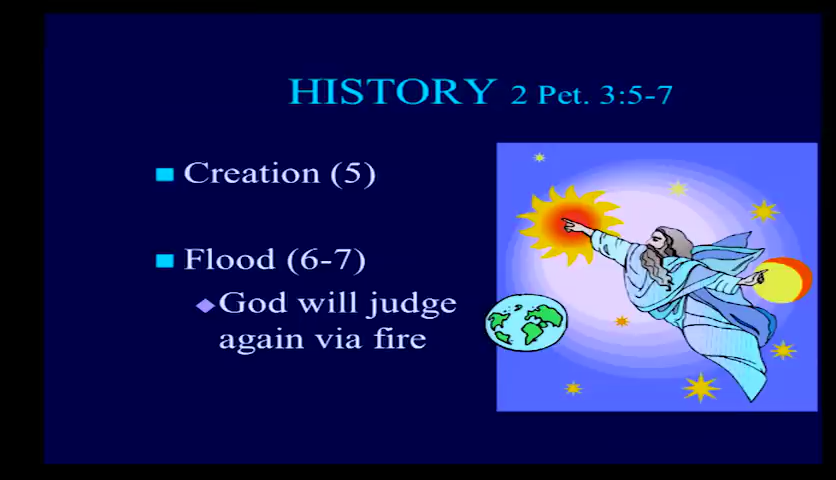 HISTORY 2 Pet. 3:5-7
Creation (5)
Flood (6-7)
God will judge
again via fire